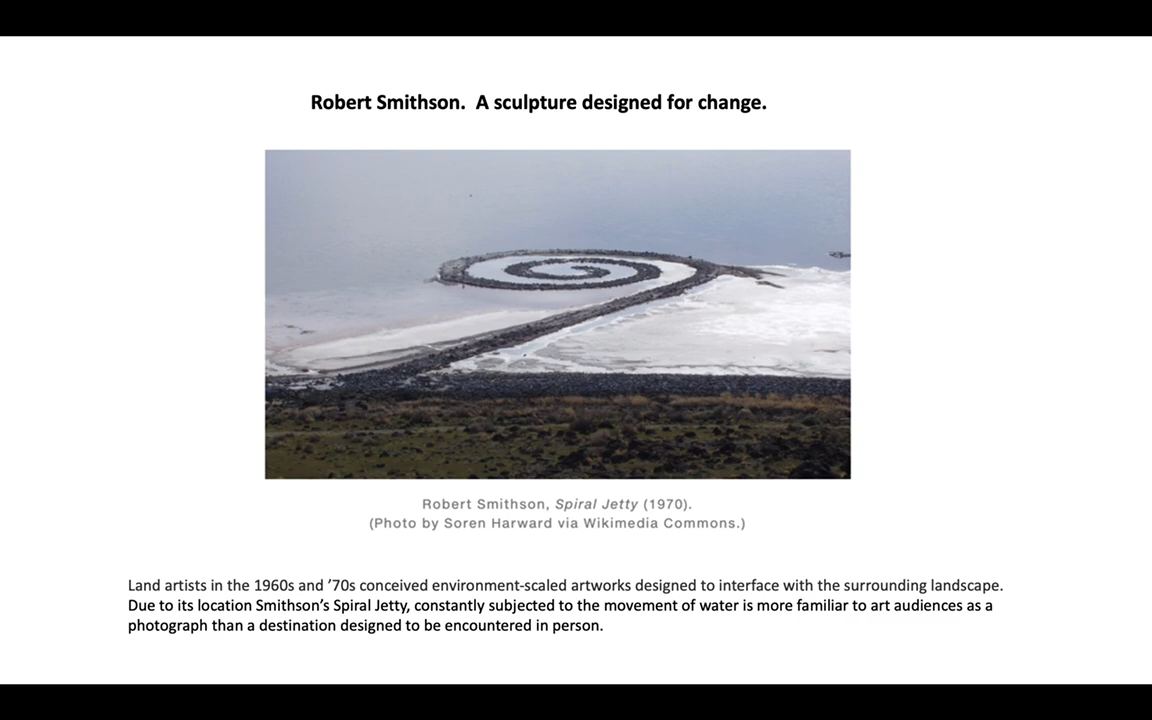 Robert Smithson.  A sculpture designed for change.
Robert Smithson, Spiral Jetty (1970).
(Photo by Soren Harward via Wikimedia Commons.)
Land artists in the 1960s and ’70s conceived environment-scaled artworks designed to interface with the surrounding landscape.
Due to its location Smithson’s Spiral Jetty, constantly subjected to the movement of water is more familiar to art audiences as a
photograph than a destination designed to be encountered in person.